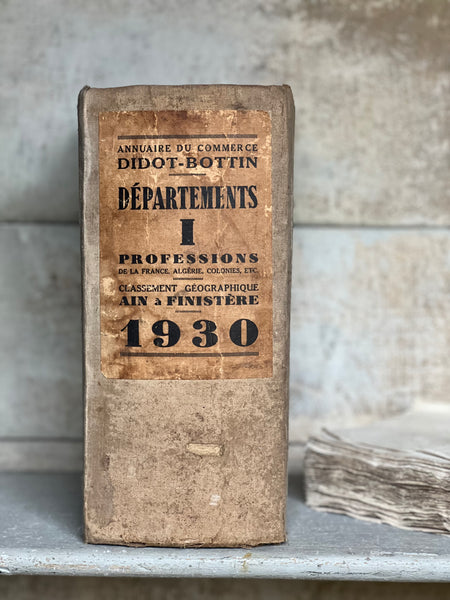 ANNUAIRE DU COMMERCE
DIDOT-BOTTIN
DÉPARTEMENTS
I
PROFESSIONS
DE LA FRANCE, ALGÉRIE, COLONIES, ETC.
CLASSEMENT GÉOGRAPHIQUE
AIN à FINISTÈRE
1930